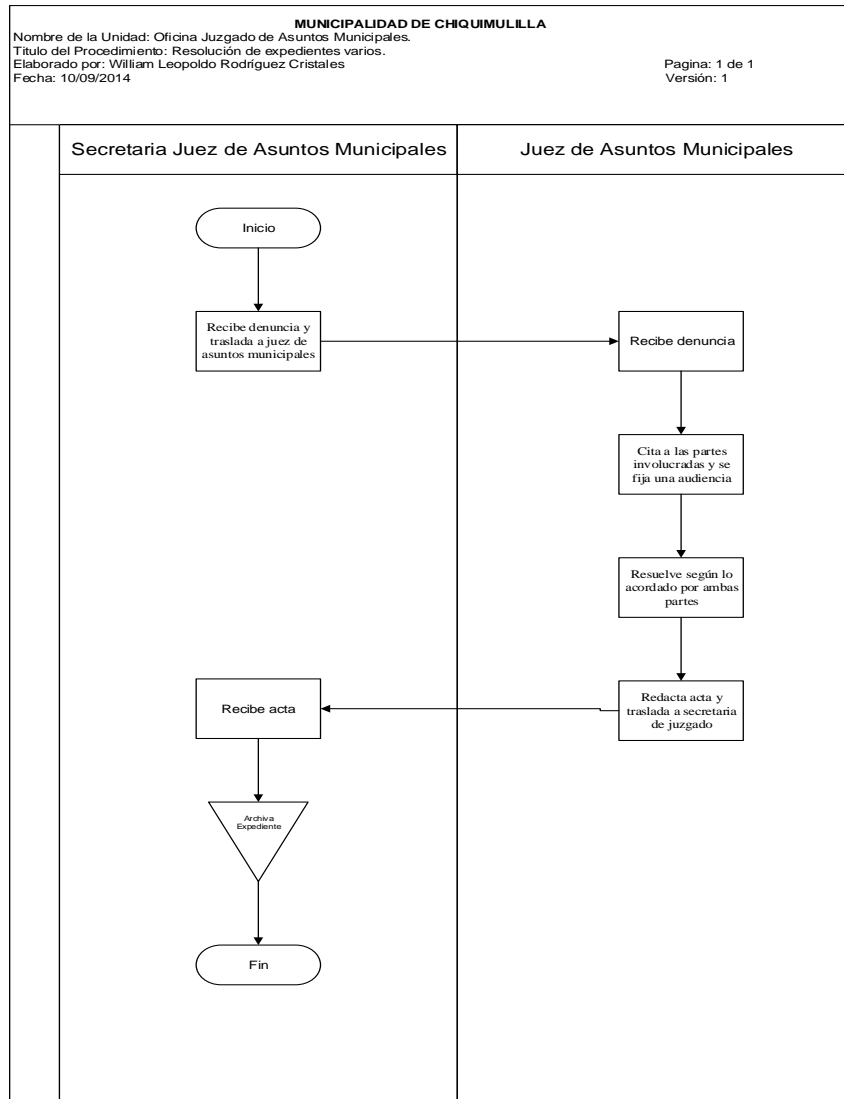 MUNICIPALIDAD DE CHIQUIMULILLA
Nombre de la Unidad: Oficina Juzgado de Asuntos Municipales.
Titulo del Procedimiento: Resolución de expedientes varios.
Elaborado por: William Leopoldo Rodríguez Cristales
Pagina: 1 de 1
Fecha: 10/09/2014
Versión: 1
Secretaria Juez de Asuntos Municipales
Juez de Asuntos Municipales
Inicio
Recibe denuncia y
traslada a juez de
asuntos municipales
Recibe denuncia
Cita a las partes
involucradas y se
fija una audiencia
Resuelve según lo
acordado por ambas
partes
Redacta acta y
traslada a secretaria
de juzgado
Recibe acta
Archiva
Expediente
Fin